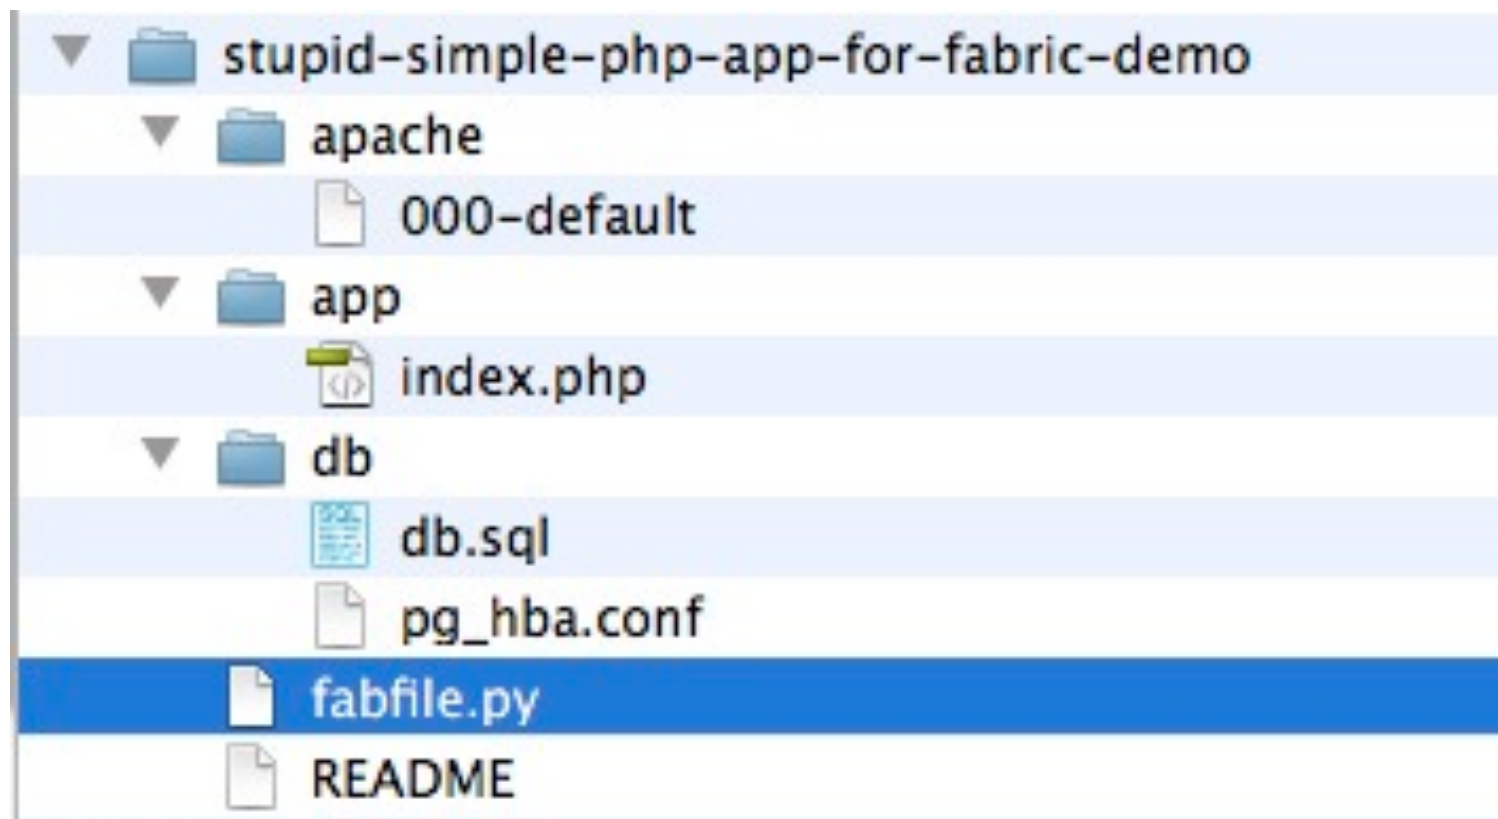 stupid-simple-php-app-for-fabric-demo
apache
000-default
app
index.php
db
SQL
db.sql
pg_hba.conf
fabfile.py
README